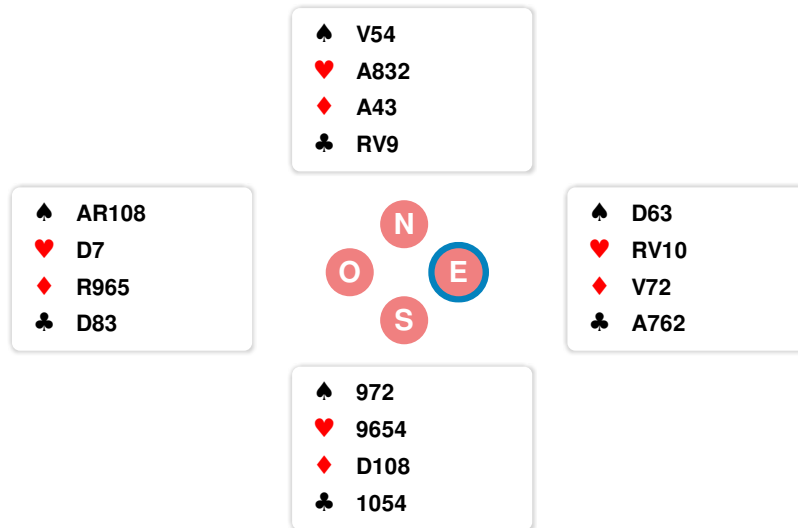 ♠ V54
♥ A832
♦ A43
♣ RV9
♠ AR108
♥ D7
♦ R965
♣ D83
N
O
E
S
♠ D63
♥ RV10
♦ V72
♣ A762
♠ 972
♥ 9654
♦ D108
♣ 1054